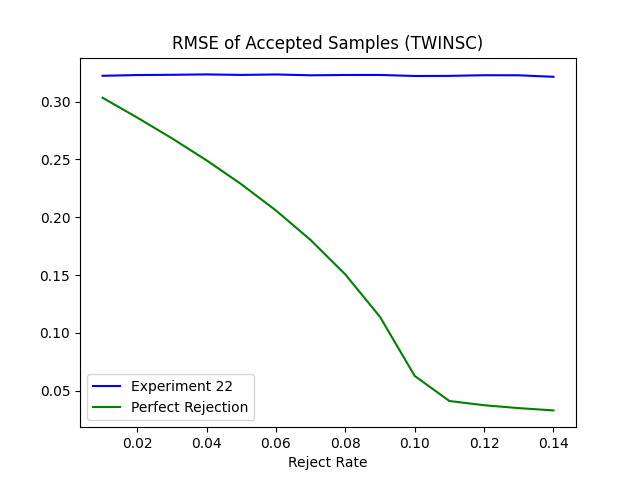 RMSE of Accepted Samples (TWINSC)
0.30
0.25
0.20
0.15
0.10
0.05
Experiment 22
Perfect Rejection
0.02 0.04 0.06 0.08 0.10 0.12 0.14
Reject Rate